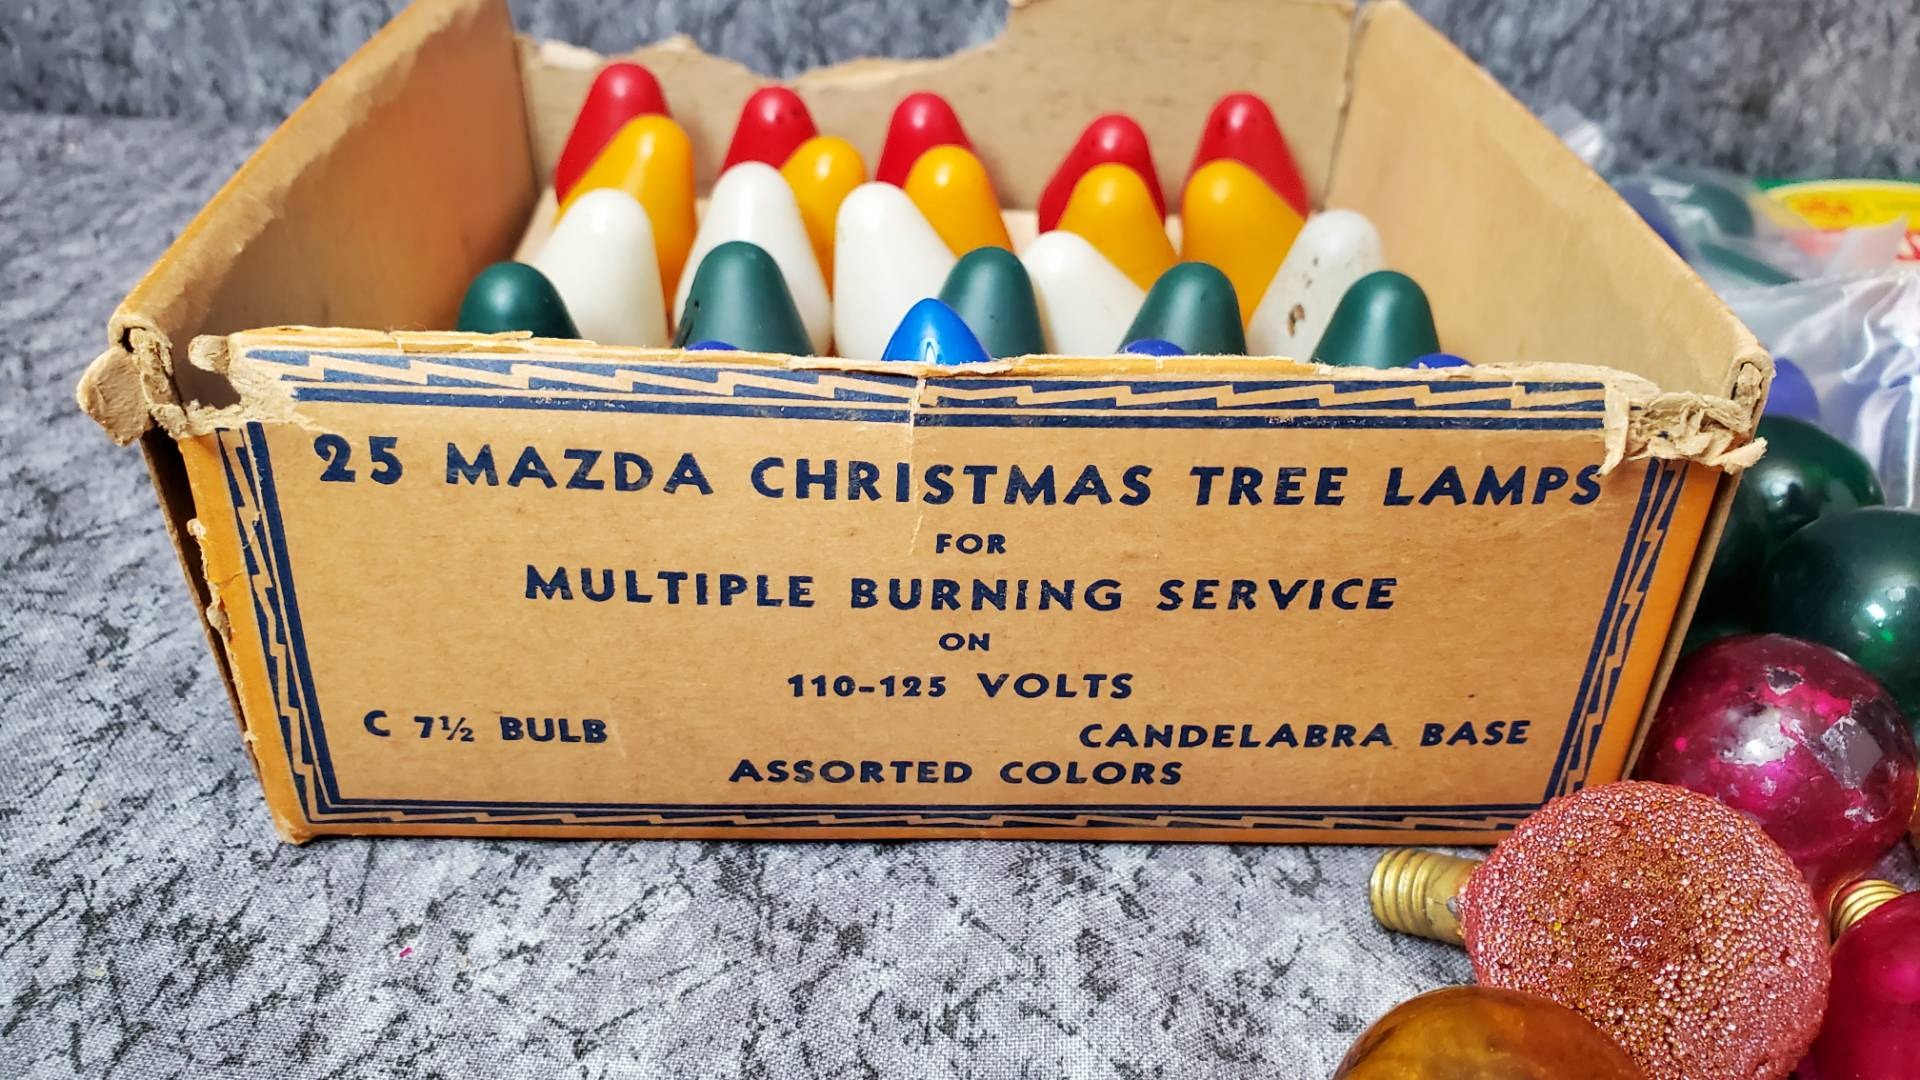 25 MAZDA CHRISTMAS TREE LAMPS
FOR
MULTIPLE BURNING SERVICE
ON
110-125 VOLTS
C 7½ BULB CANDELABRA BASE
ASSORTED COLORS